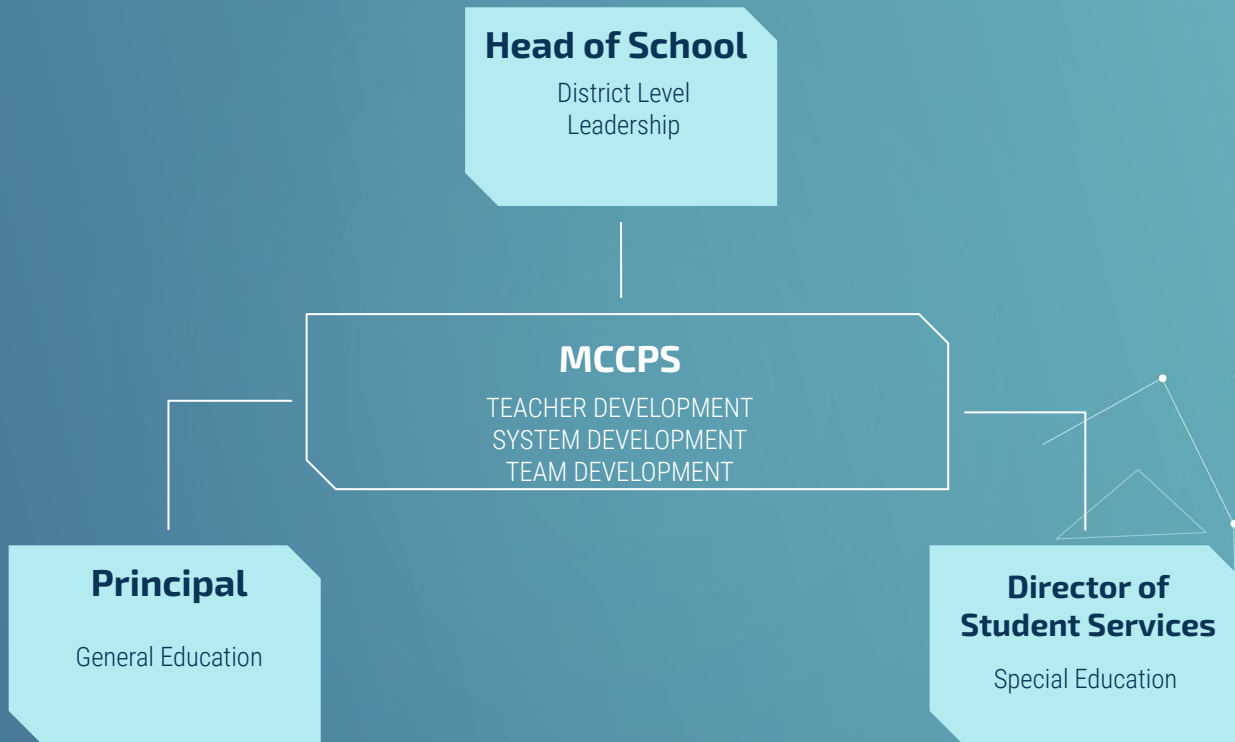 Head of School
District Level
Leadership
MCCPS
TEACHER DEVELOPMENT
SYSTEM DEVELOPMENT
TEAM DEVELOPMENT
Principal
General Education
Director of
Student Services
Special Education